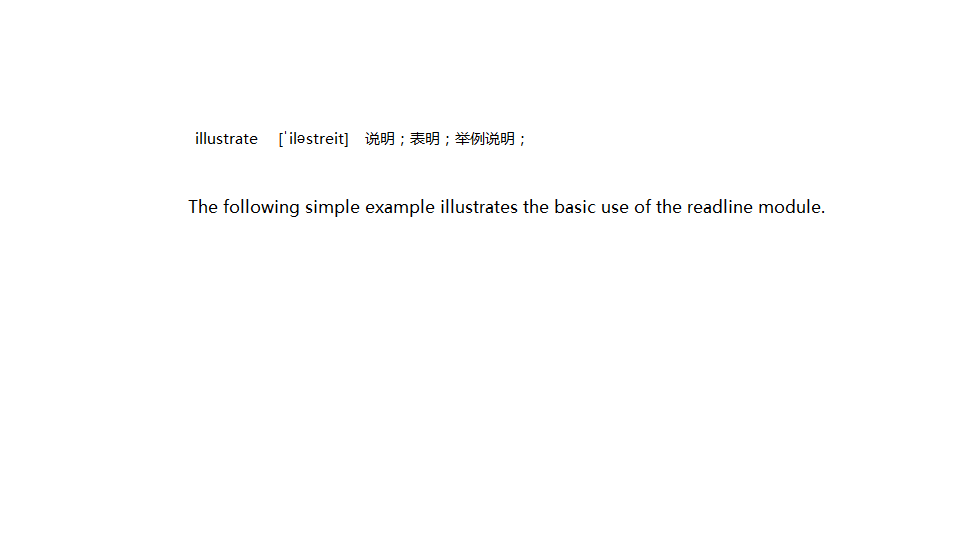 illustrate [ˈiləstreit] 说明；表明；举例说明；
The following simple example illustrates the basic use of the readline module.